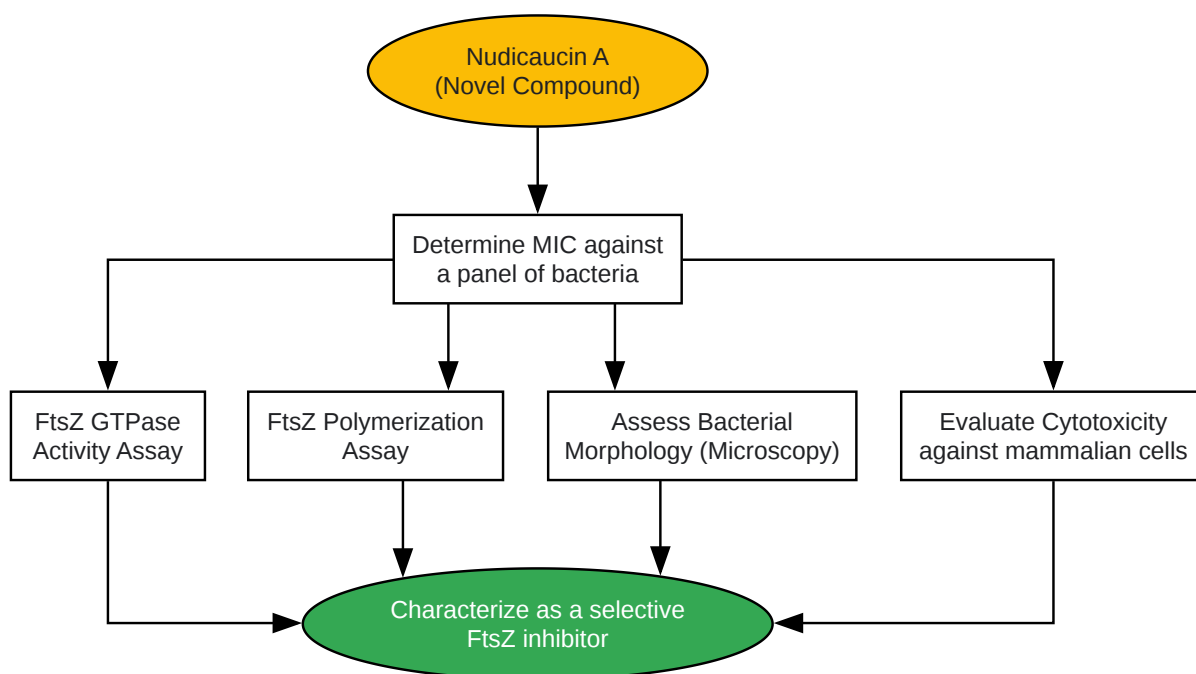 Nudicaucin A
(Novel Compound)
Determine MIC against
a panel of bacteria
FtsZ GTPase
Activity Assay
FtsZ Polymerization
Assay
Assess Bacterial
Morphology (Microscopy)
Evaluate Cytotoxicity
against mammalian cells
Characterize as a selective
FtsZ inhibitor